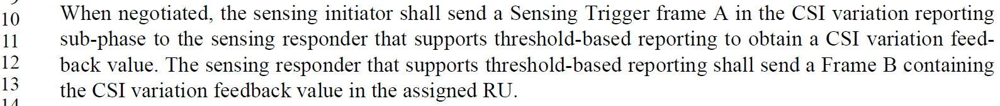 10 When negotiated, the sensing initiator shall send a Sensing Trigger frame A in the CSI variation reporting
11 sub-phase to the sensing responder that supports threshold-based reporting to obtain a CSI variation feed-
12 back value. The sensing responder that supports threshold-based reporting shall send a Frame B containing
13 the CSI variation feedback value in the assigned RU.